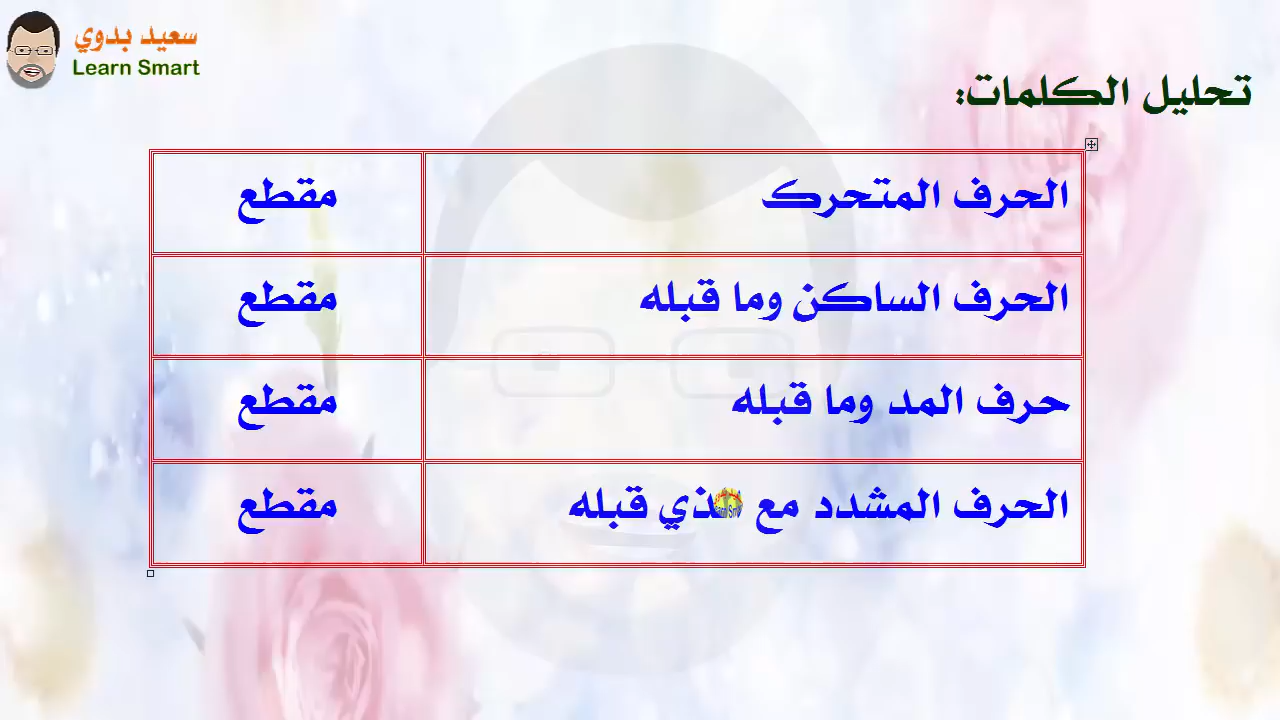 سعيد بدوي
Learn Smart
تحليل الكلمات:
الحرف المتحرك مقطع
الحرف الساكن وما قبله مقطع
حرف المد وما قبله مقطع
الحرف المشدد مع قبله مقطع